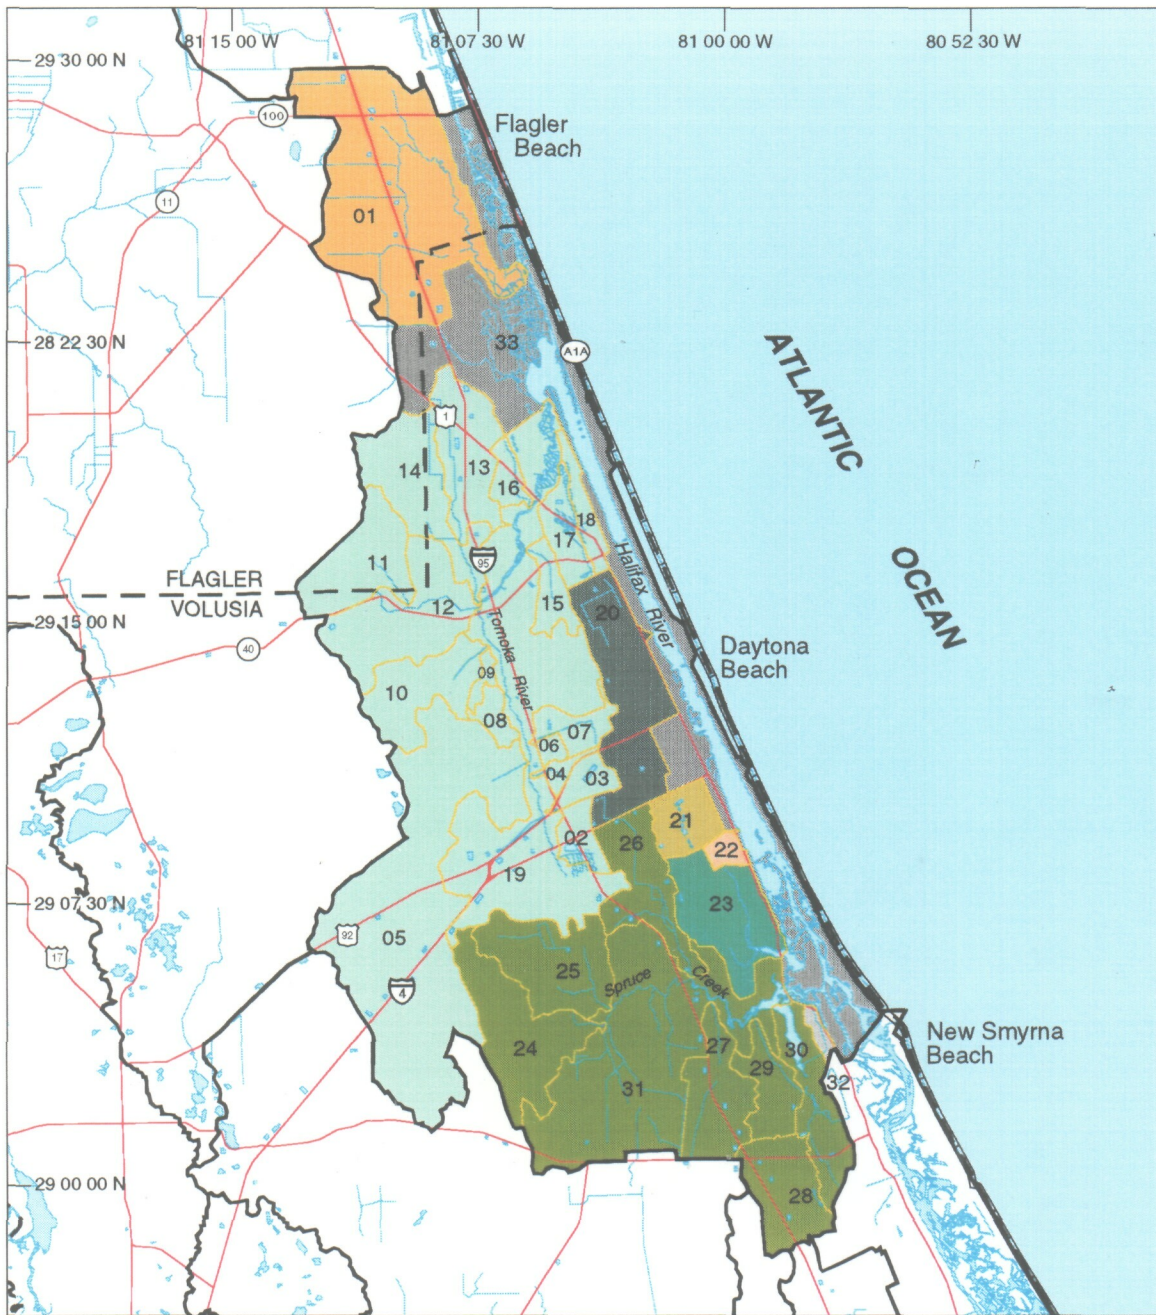 81 15 00 W
81 07 30 W
81 00 00 W
80 52 30 W
29 30 00 N
100
Flagler
Beach
11
01
28 22 30 N
33
A1A
ATLANTIC
1
14
13
16
18
17
Halifax River
OCEAN
95
11
FLAGLER
VOLUSIA
12
15
20
29 15 00 N
Tomoka River
40
Daytona
Beach
09
10
08
07
06
04
03
21
02
26
22
19
29 07 30 N
23
92
05
17
25
Spruce Creek
4
New Smyrna
Beach
24
27
30
29
32
31
29 00 00 N
28